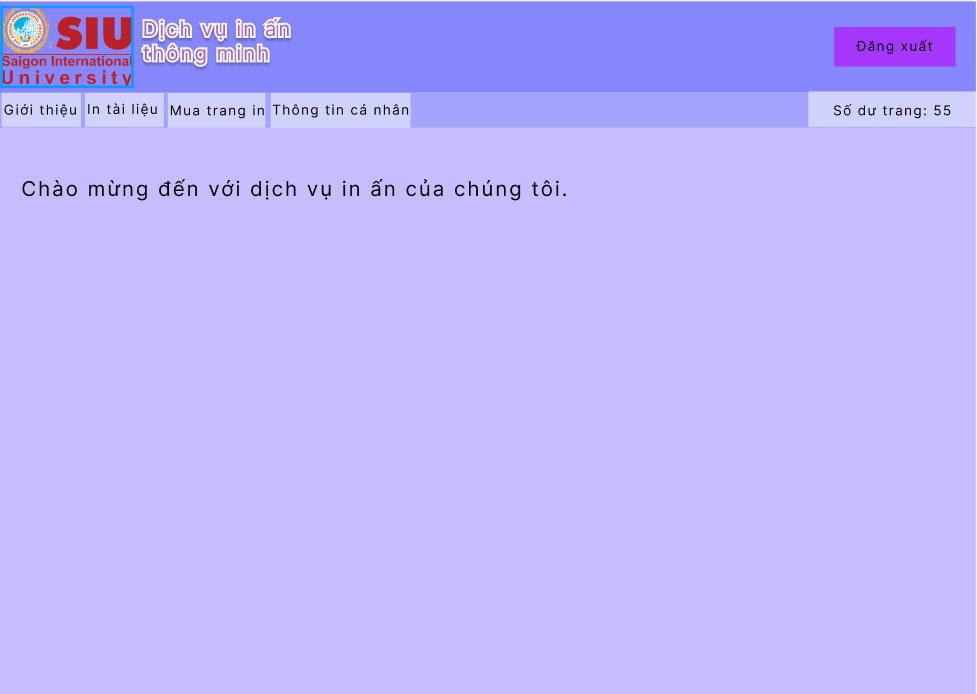 SIU
Saigon International
University
Dịch vụ in ấn
thông minh
Đăng xuất
Giới thiệu
In tài liệu
Mua trang in
Thông tin cá nhân
Số dư trang: 55
Chào mừng đến với dịch vụ in ấn của chúng tôi.